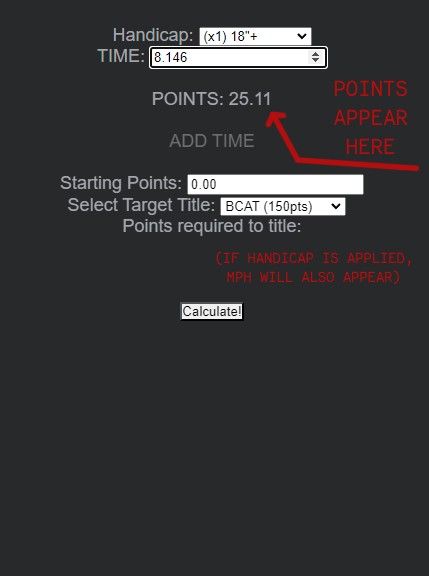 Handicap: (x1) 18"+
TIME: 8.146
POINTS: 25.11
POINTS
APPEAR
HERE
ADD TIME
Starting Points: 0.00
Select Target Title: BCAT (150pts)
Points required to title:
(IF HANDICAP IS APPLIED,
MPH WILL ALSO APPEAR)
Calculate!